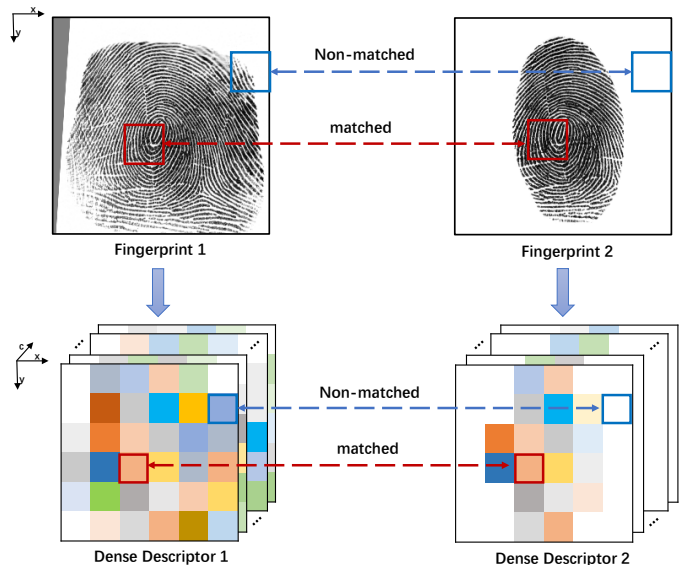 x
y
Non-matched
matched
Fingerprint 1
Fingerprint 2
c
x
y
...
...
...
...
Non-matched
matched
Dense Descriptor 1
Dense Descriptor 2